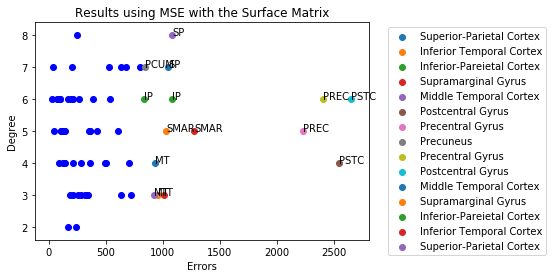 Results using MSE with the Surface Matrix
8
SP
7
PCUN SP
6
IP IP PREC PSTC
5
SMAR SMAR PREC
4
MT PSTC
3
MT IT
2
Degree
0 500 1000 1500 2000 2500
Errors
Superior-Parietal Cortex
Inferior Temporal Cortex
Inferior-Pareietal Cortex
Supramarginal Gyrus
Middle Temporal Cortex
Postcentral Gyrus
Precentral Gyrus
Precuneus
Precentral Gyrus
Postcentral Gyrus
Middle Temporal Cortex
Supramarginal Gyrus
Inferior-Pareietal Cortex
Inferior Temporal Cortex
Superior-Parietal Cortex